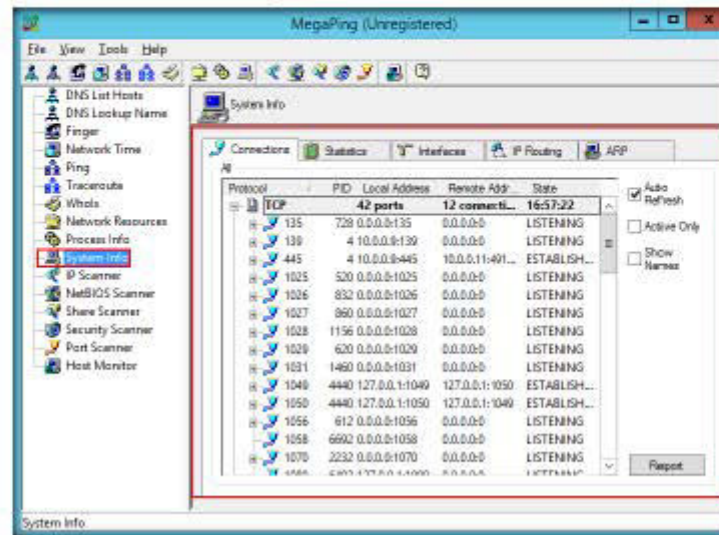 MegaPing (Unregistered)
File View Tools Help
DNS List Hosts
DNS Lookup Name
Finger
Network Time
Ping
Traceroute
Whois
Network Resources
Process Info
System Info
IP Scanner
NetBIOS Scanner
Share Scanner
Security Scanner
Port Scanner
Host Monitor
System Info
Connections Statistics Interfaces IP Routing ARP
All
Protocol PID Local Address Remote Addr... State
TCP 42 ports 12 connecti... 16:57:22
135 728 0.0.0.0:135 0.0.0.0:0 LISTENING
139 4 10.0.0.9:139 0.0.0.0:0 LISTENING
445 4 10.0.0.9:445 10.0.0.11:491... ESTABLISH...
1025 520 0.0.0.0:1025 0.0.0.0:0 LISTENING
1026 832 0.0.0.0:1026 0.0.0.0:0 LISTENING
1027 860 0.0.0.0:1027 0.0.0.0:0 LISTENING
1028 1156 0.0.0.0:1028 0.0.0.0:0 LISTENING
1029 620 0.0.0.0:1029 0.0.0.0:0 LISTENING
1031 1460 0.0.0.0:1031 0.0.0.0:0 LISTENING
1049 4440 127.0.0.1:1049 127.0.0.1:1050 ESTABLISH...
1050 4440 127.0.0.1:1050 127.0.0.1:1049 ESTABLISH...
1056 612 0.0.0.0:1056 0.0.0.0:0 LISTENING
1058 6692 0.0.0.0:1058 0.0.0.0:0 LISTENING
1070 2232 0.0.0.0:1070 0.0.0.0:0 LISTENING
Auto
Refresh
Active Only
Show
Names
Report
System Info